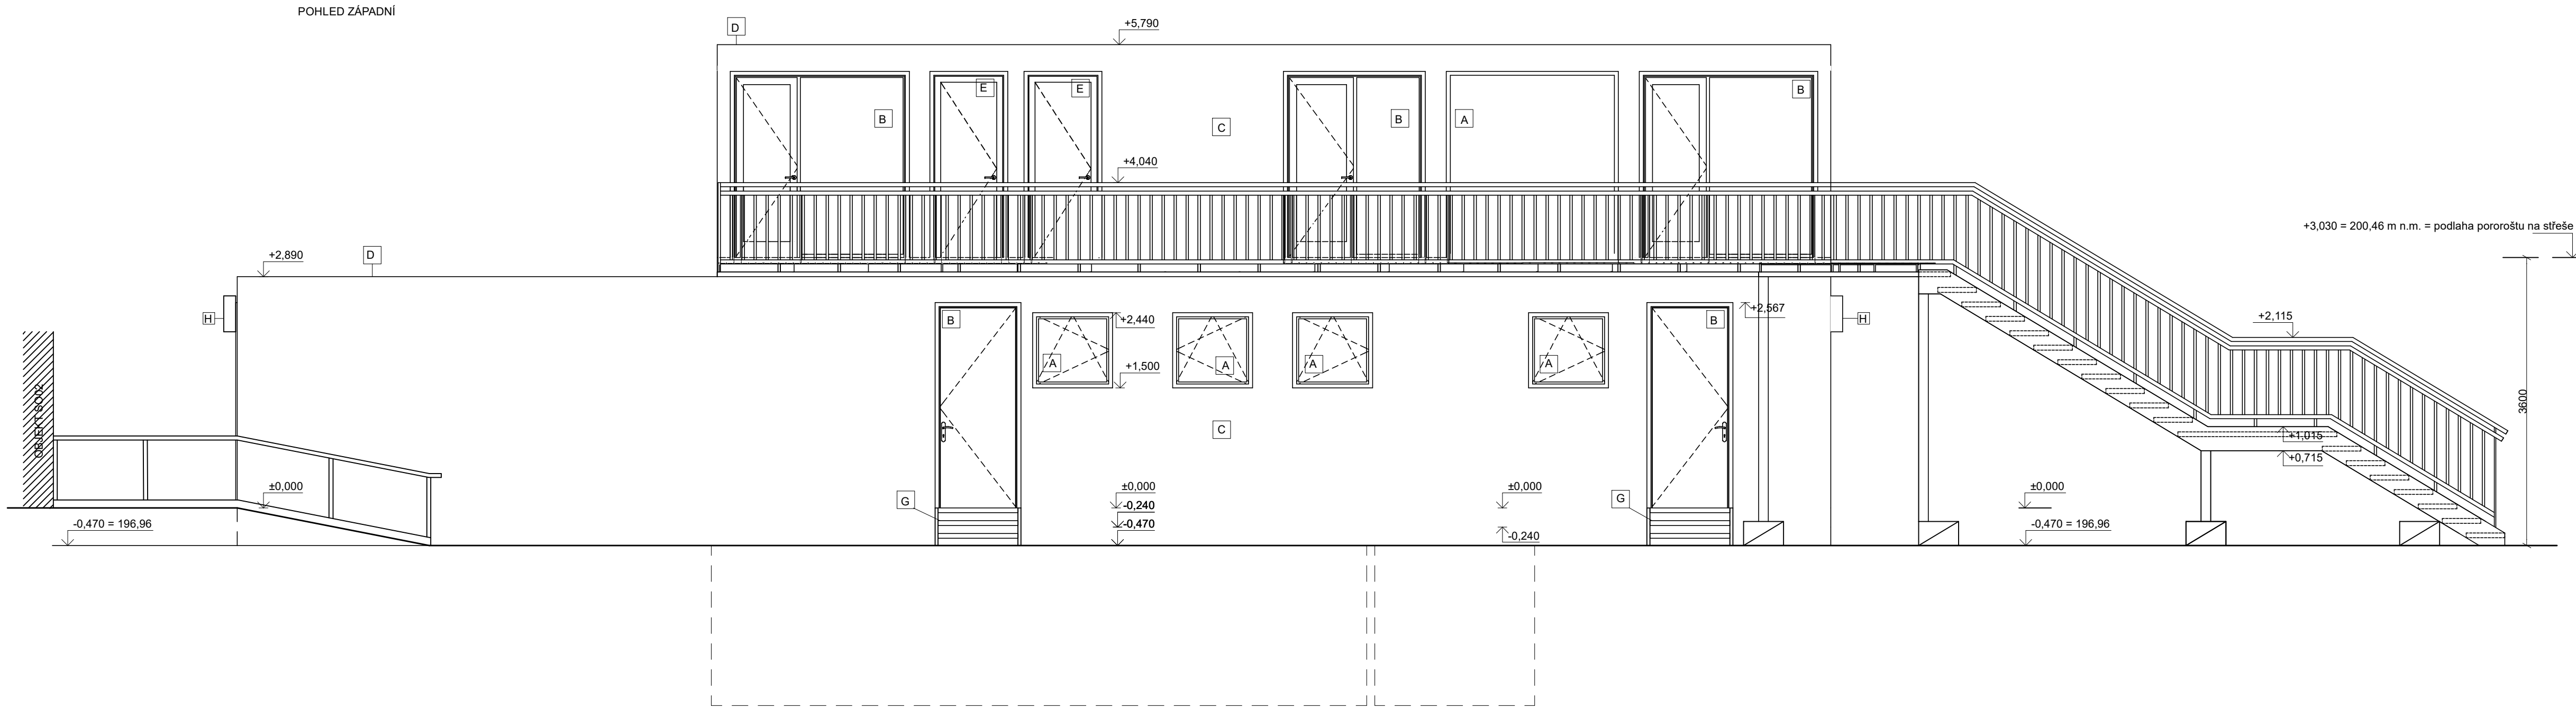 POHLED ZÁPADNÍ
D
+5,790
E
E
B
B
B
A
C
+4,040
+3,030 = 200,46 m n.m. = podlaha pororoštu na střeše
+2,890
D
H
B
+2,440
A
A
A
A
+1,500
B
+2,567
H
+2,115
OBJEKT SO02
3600
C
+1,015
+0,715
±0,000
G
±0,000
-0,240
-0,470
±0,000
-0,240
G
±0,000
-0,470 = 196,96
-0,470 = 196,96